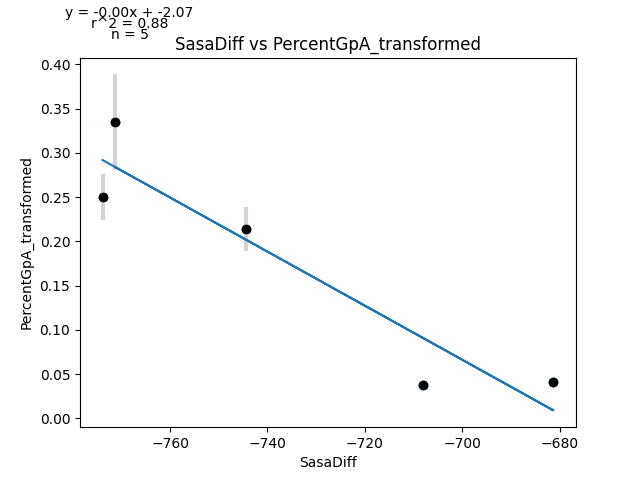 y = -0.00x + -2.07
r^2 = 0.88
n = 5
SasaDiff vs PercentGpA_transformed
0.40
0.35
0.30
0.25
0.20
0.15
0.10
0.05
0.00
PercentGpA_transformed
−760 −740 −720 −700 −680
SasaDiff